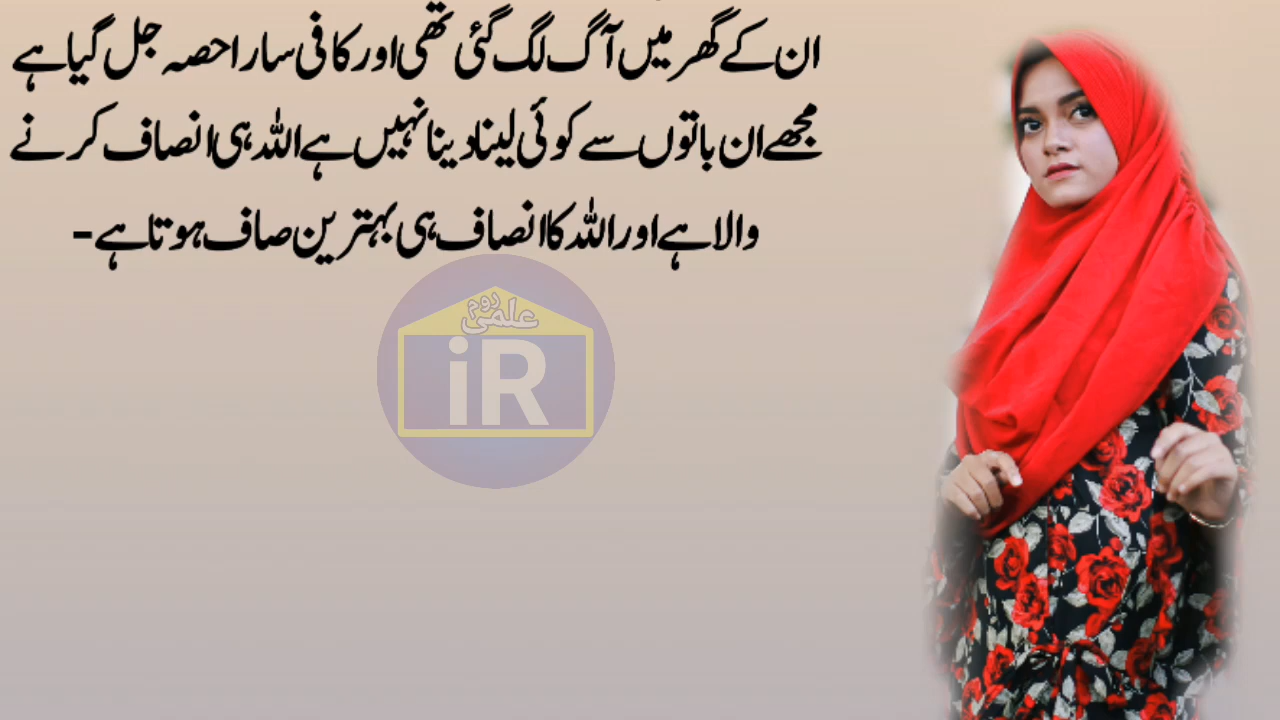 ان کے گھر میں آگ لگ گئی تھی اور کافی سارا حصہ جل گیا ہے
مجھے ان باتوں سے کوئی لینا دینا نہیں ہے اللہ ہی انصاف کرنے
والا ہے اور اللہ کا انصاف ہی بہترین صاف ہوتا ہے -
علمی روم
iR